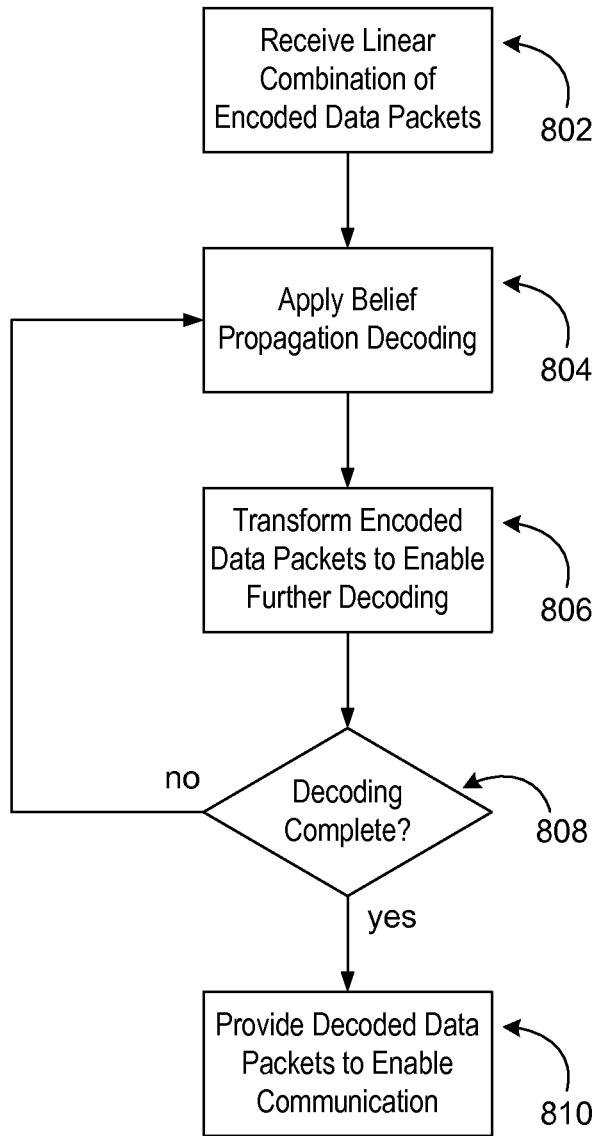 Receive Linear
Combination of
Encoded Data Packets
802
Apply Belief
Propagation Decoding
804
Transform Encoded
Data Packets to Enable
Further Decoding
806
no
Decoding
Complete?
808
yes
Provide Decoded Data
Packets to Enable
Communication
810